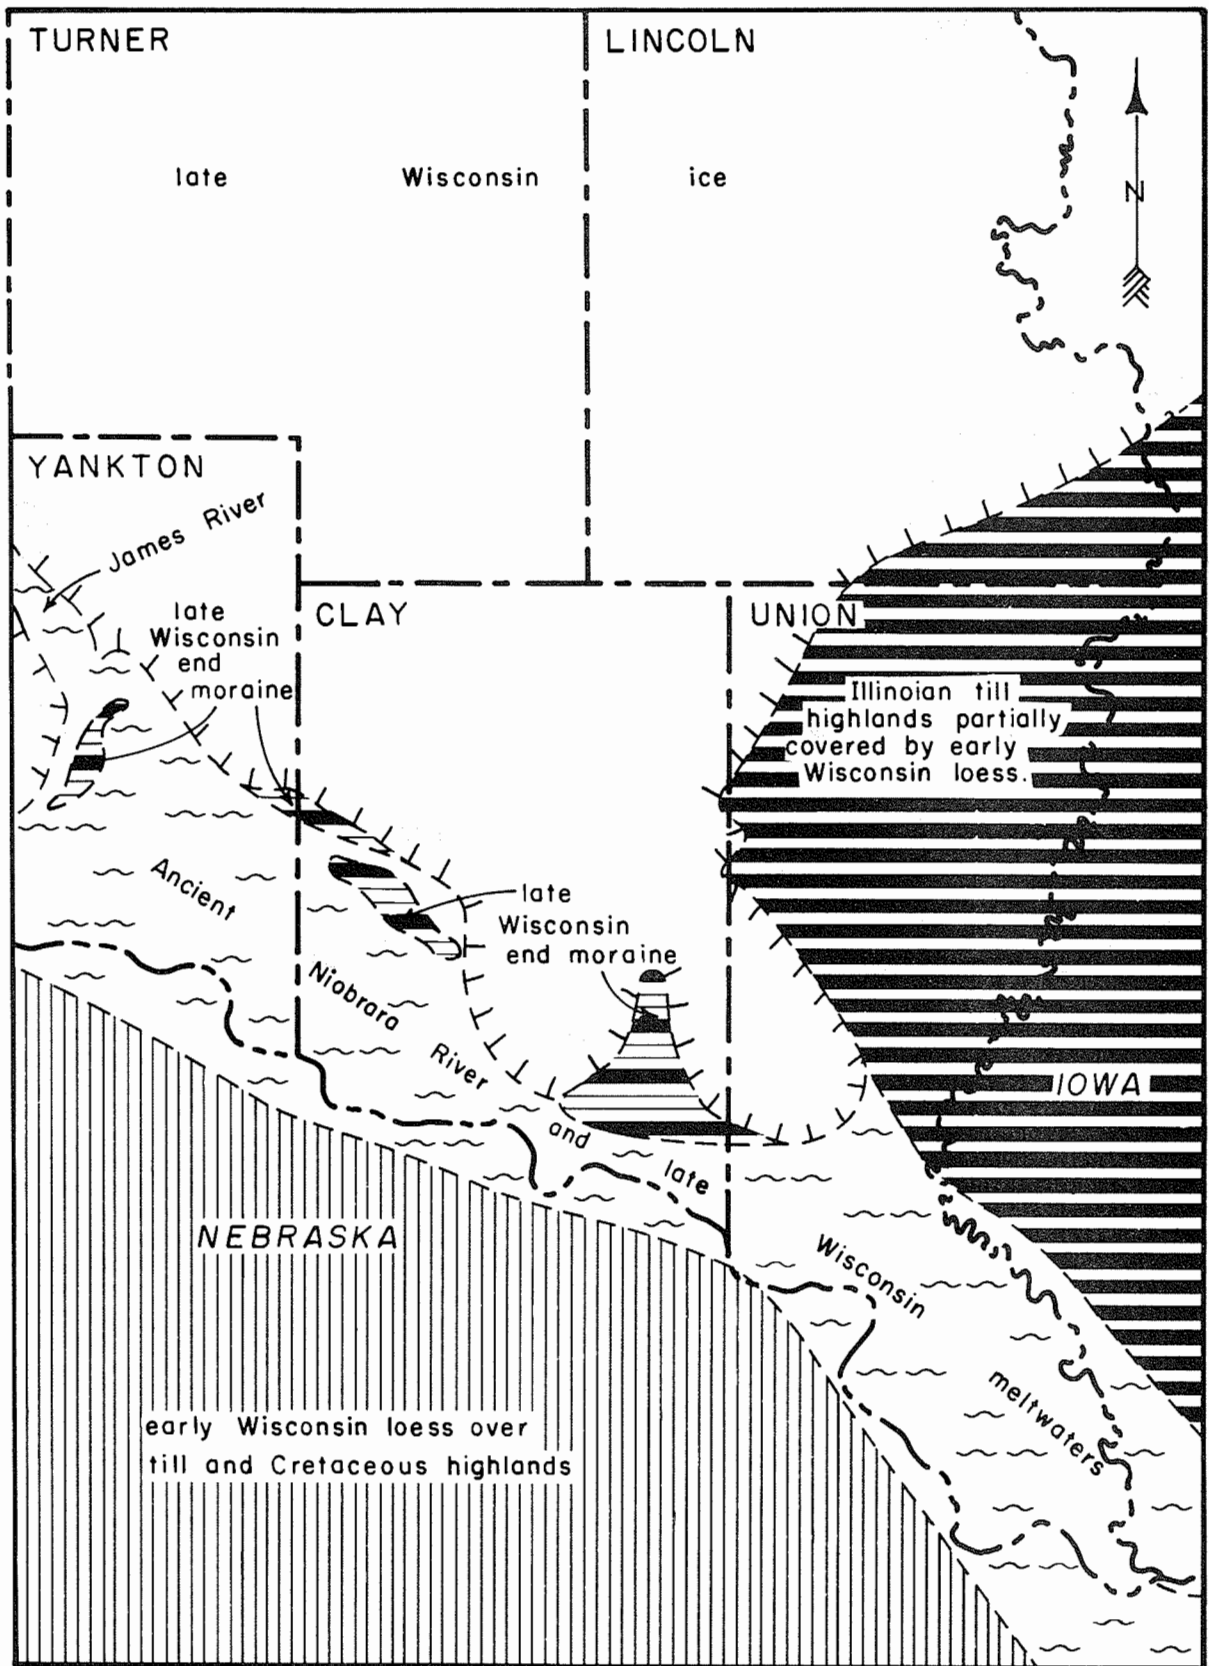 TURNER
LINCOLN
late Wisconsin ice
N
YANKTON
James River
late
Wisconsin
end
moraine
CLAY
UNION
Illinoian till
highlands partially
covered by early
Wisconsin loess.
Ancient
Niobrara
River
and
late
Wisconsin
meltwaters
late
Wisconsin
end moraine
IOWA
NEBRASKA
early Wisconsin loess over
till and Cretaceous highlands